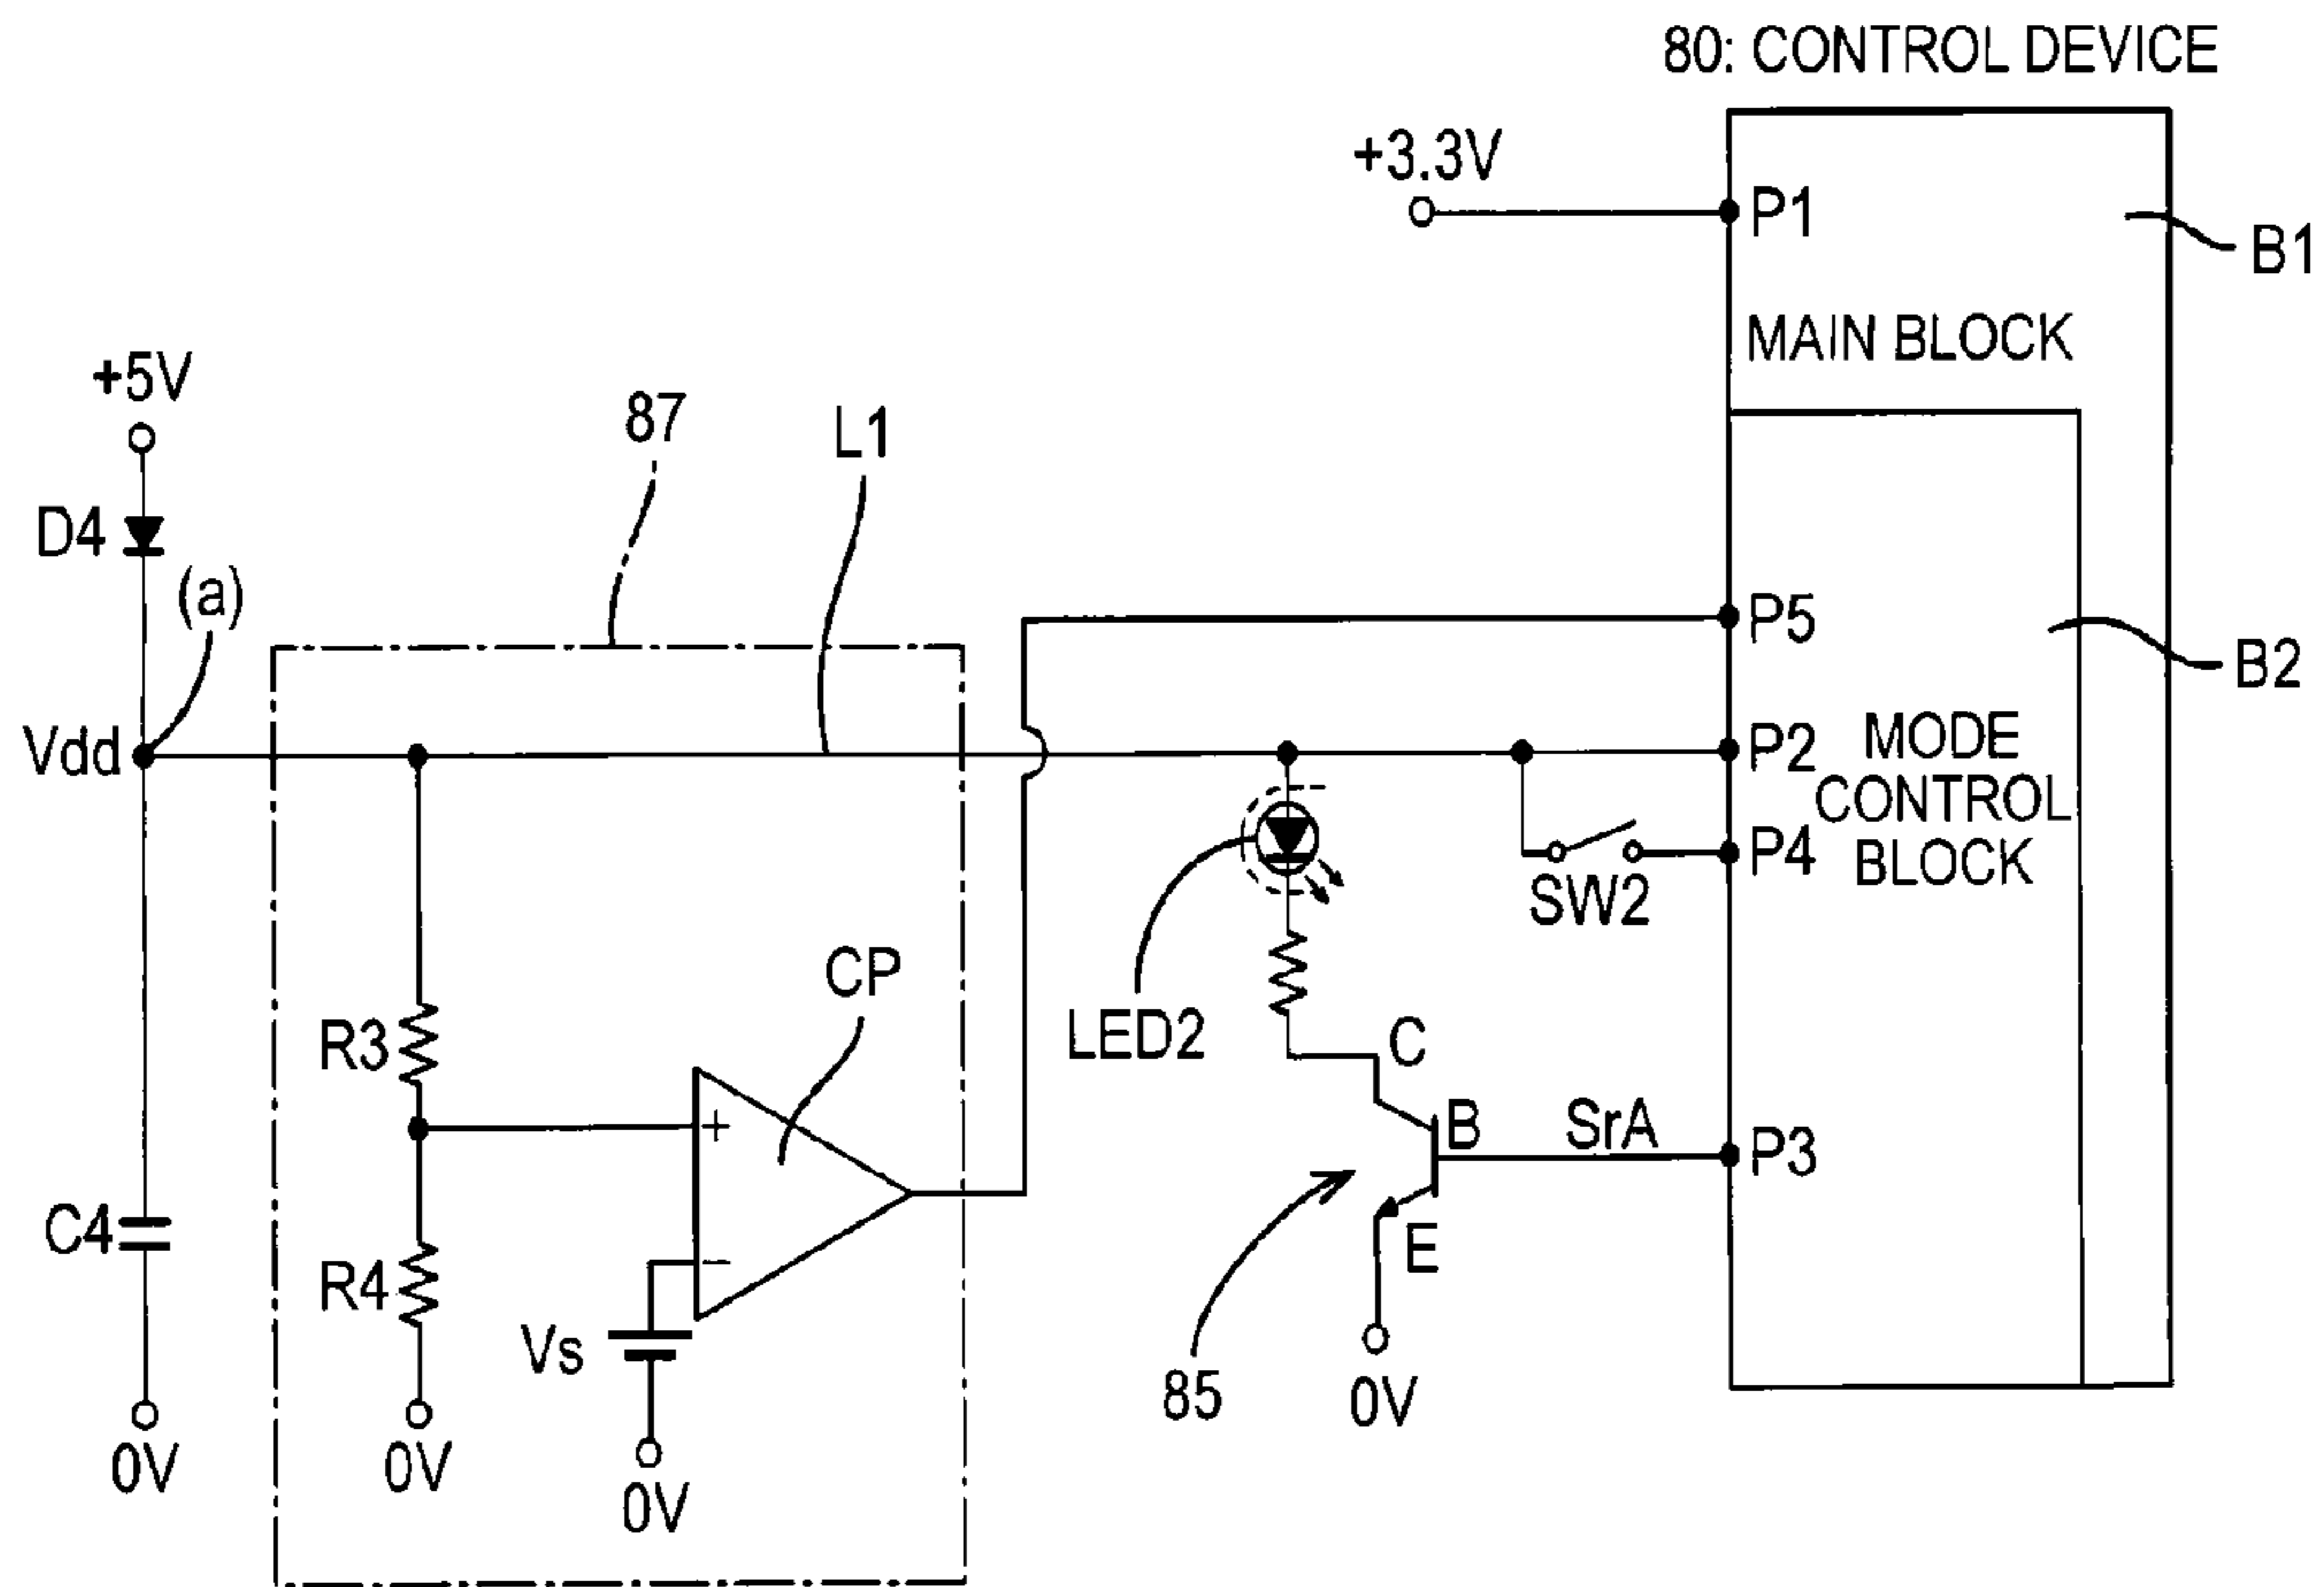 80: CONTROL DEVICE
+3.3V
P1
B1
MAIN BLOCK
+5V
87
L1
D4
(a)
P5
B2
Vdd
P2
MODE
CONTROL
BLOCK
P4
SW2
CP
LED2
R3
C
+
B
SrA
P3
C4
R4
−
E
Vs
85
0V
0V
0V
0V